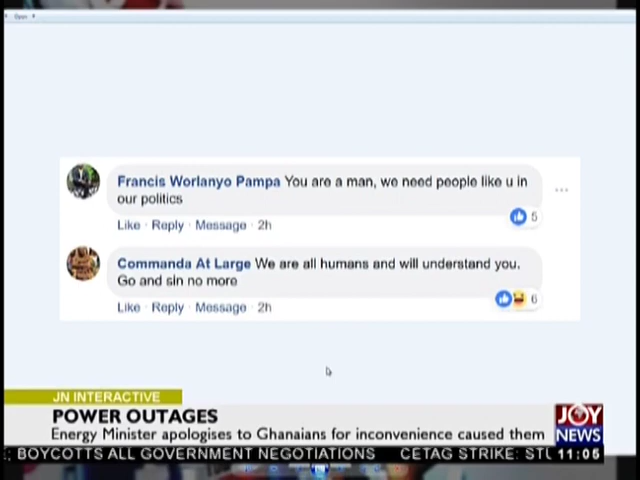 Open
Francis Worlanyo Pampa You are a man, we need people like u in
our politics
Like · Reply · Message · 2h
5
Commanda At Large We are all humans and will understand you.
Go and sin no more
Like · Reply · Message · 2h
6
JN INTERACTIVE
POWER OUTAGES
Energy Minister apologises to Ghanaians for inconvenience caused them
JOY
NEWS
: BOYCOTTS ALL GOVERNMENT NEGOTIATIONS CETAG STRIKE: STU
11:05